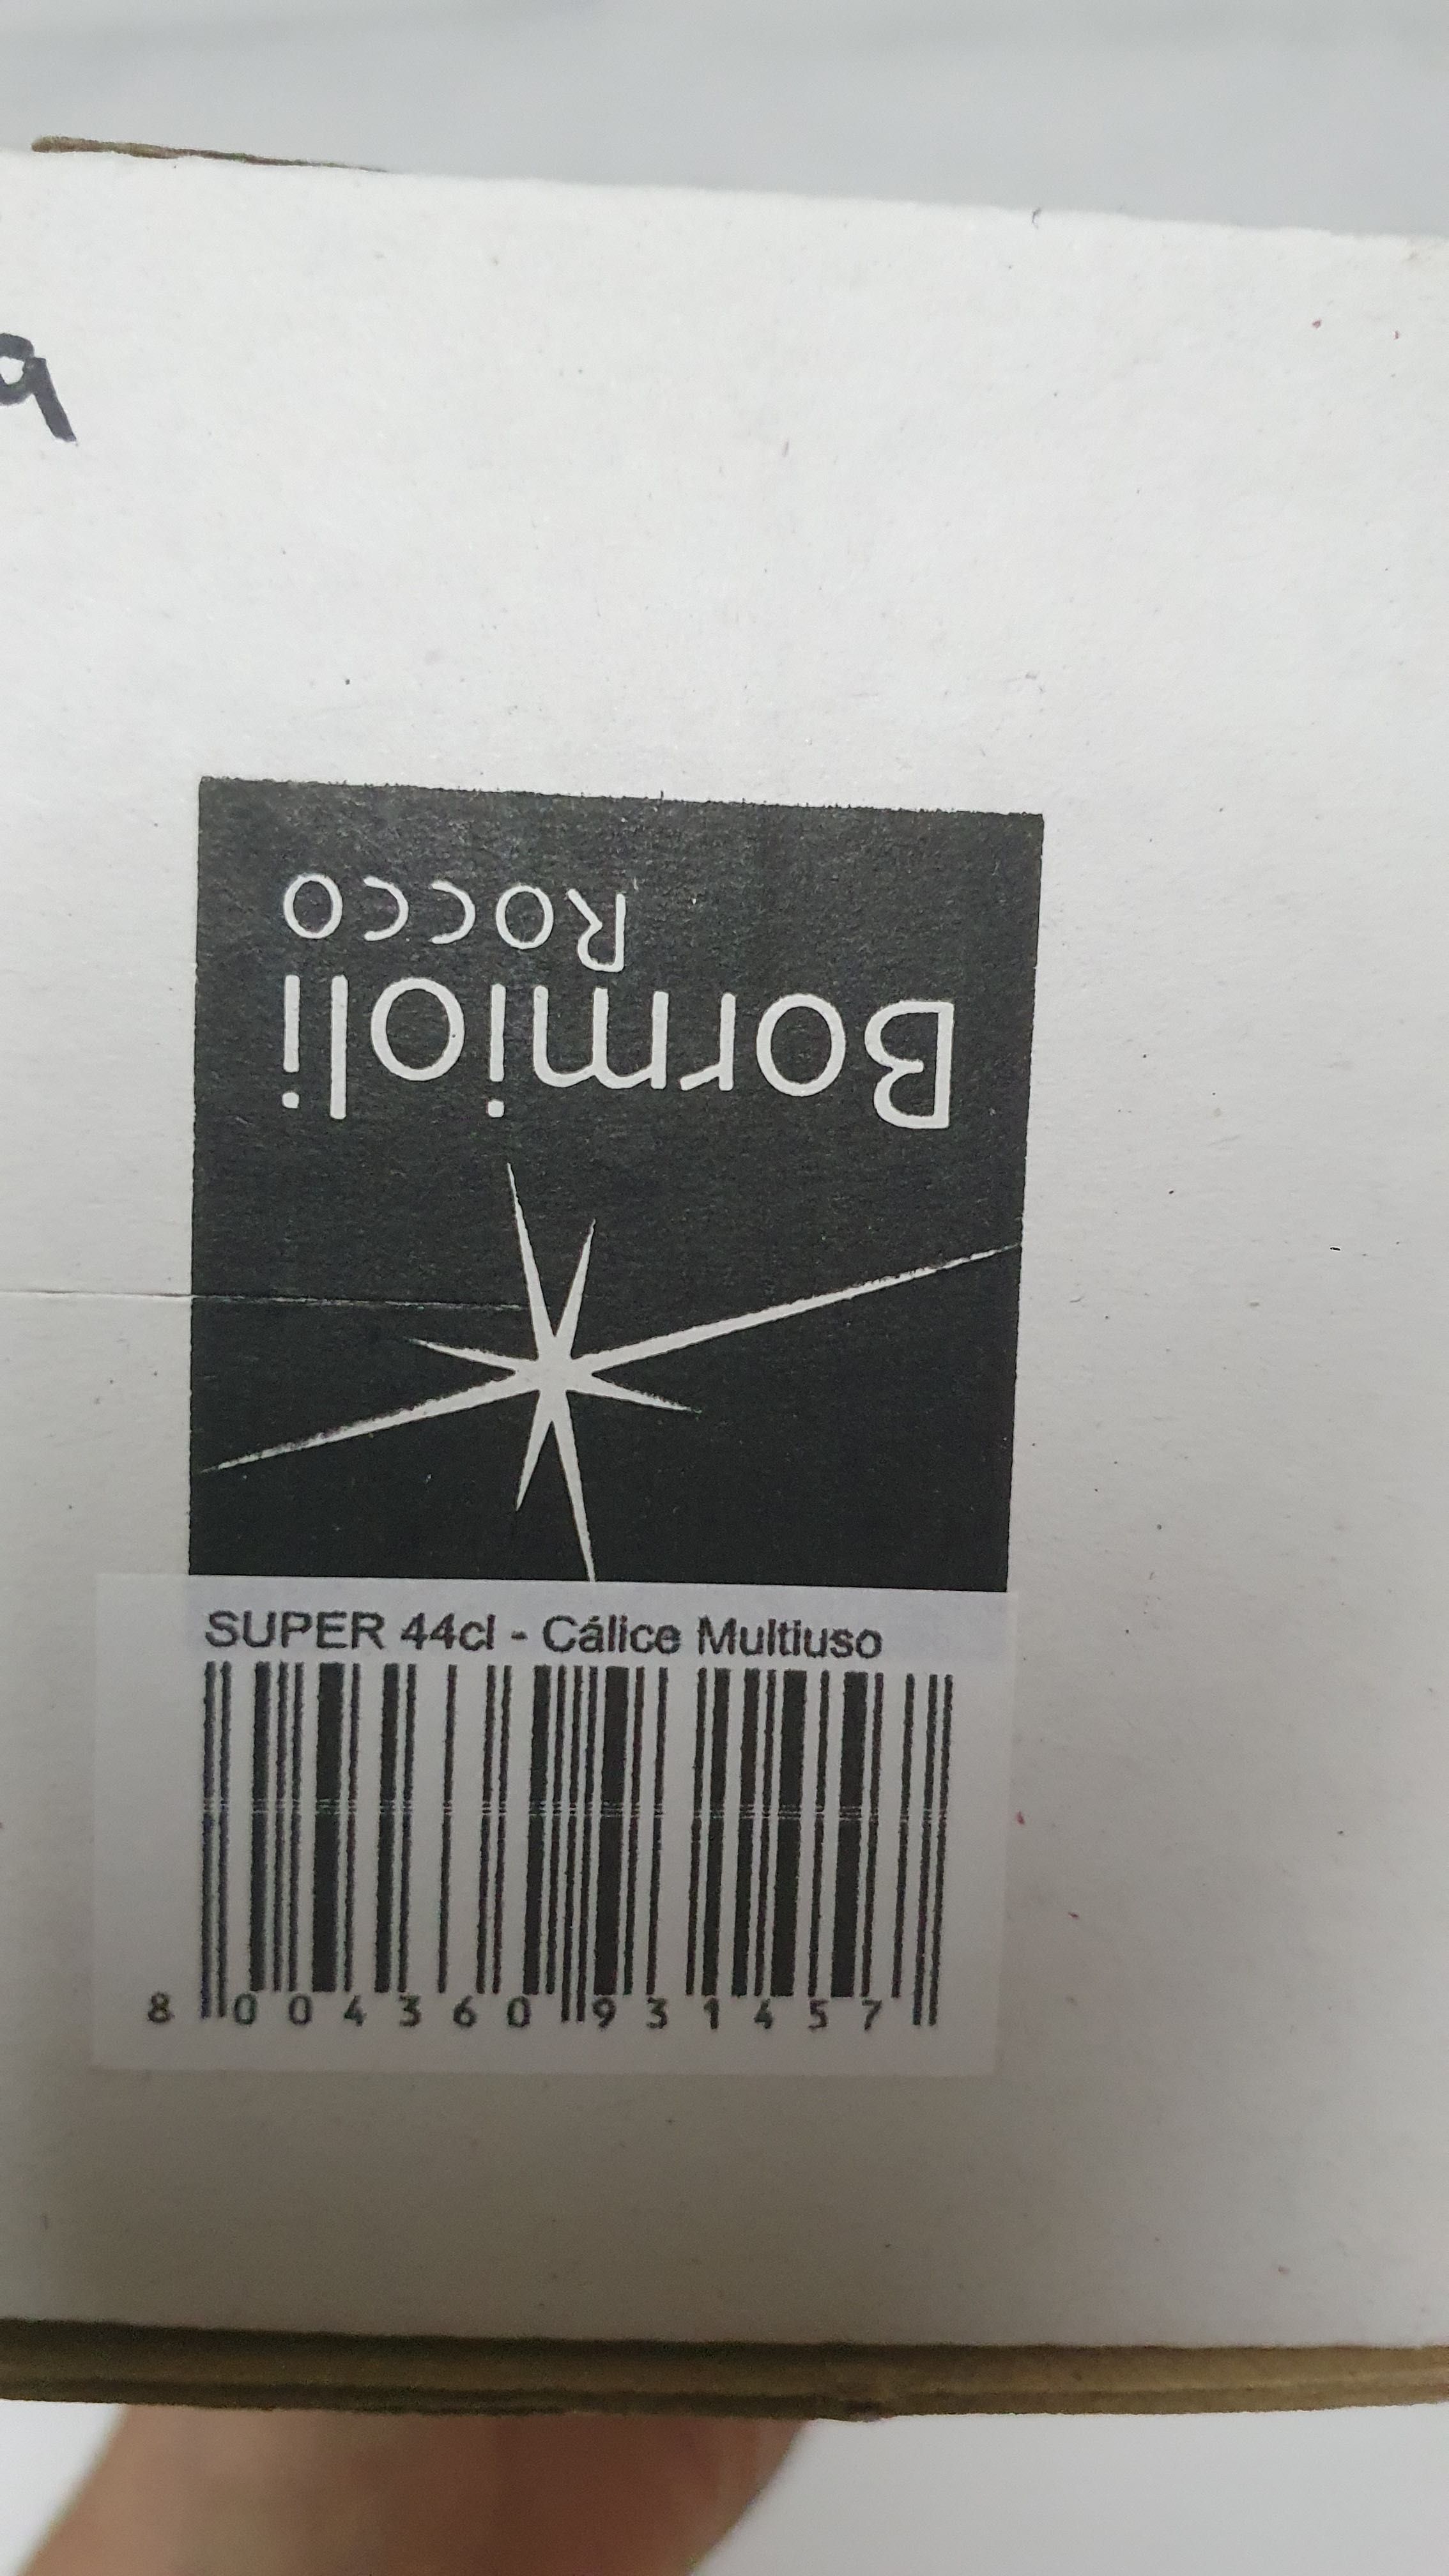 Bormioli
Rocco
SUPER 44cl - Cálice Multiuso
8 004360 931457